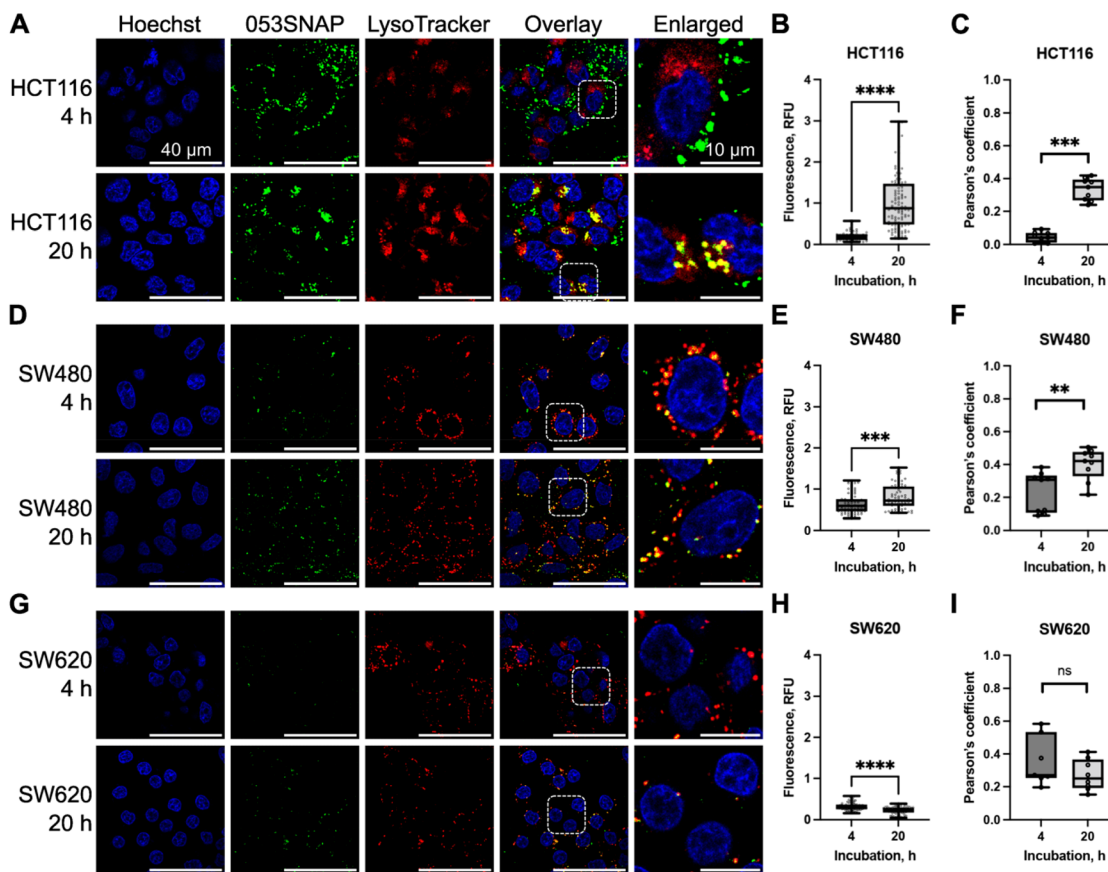 Hoechst 053SNAP LysoTracker Overlay Enlarged
A
HCT116
4 h
40 μm
10 μm
HCT116
20 h
B
HCT116
Fluorescence, RFU
4
3
2
1
0
****
4 20
Incubation, h
C
HCT116
Pearson's coefficient
1.0
0.8
0.6
0.4
0.2
0.0
***
4 20
Incubation, h
D
SW480
4 h
SW480
20 h
E
SW480
Fluorescence, RFU
4
3
2
1
0
***
4 20
Incubation, h
F
SW480
Pearson's coefficient
1.0
0.8
0.6
0.4
0.2
0.0
**
4 20
Incubation, h
G
SW620
4 h
SW620
20 h
H
SW620
Fluorescence, RFU
4
3
2
1
0
****
4 20
Incubation, h
I
SW620
Pearson's coefficient
1.0
0.8
0.6
0.4
0.2
0.0
ns
4 20
Incubation, h